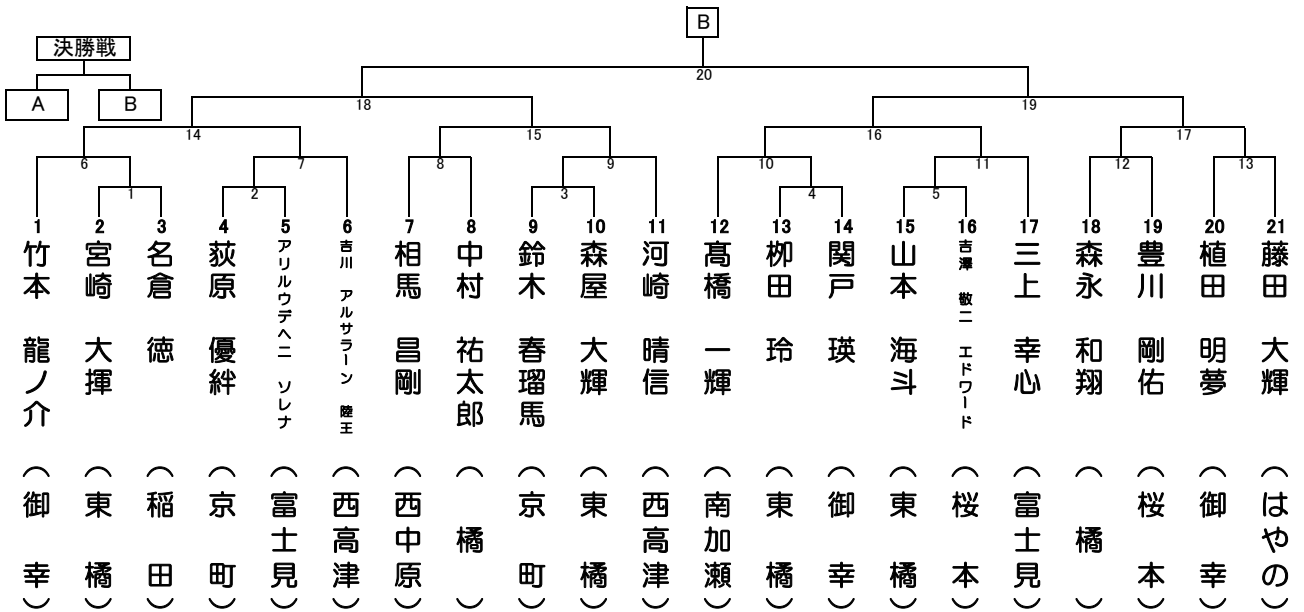 B
決勝戦
A B
20
18 19
14 15 16 17
6 7 8 9 10 11 12 13
1 2 3 4 5
1 2 3 4 5 6 7 8 9 10 11 12 13 14 15 16 17 18 19 20 21
竹本 龍ノ介 (御幸)
宮崎 大揮 (東橘)
名倉 徳 (稲田)
荻原 優絆 (京町)
アリルウデヘニ ソレナ (富士見)
吉川 アルサラーン 陸王 (西高津)
相馬 昌剛 (西中原)
中村 祐太郎 (橘)
鈴木 春瑠馬 (京町)
森屋 大輝 (東橘)
河崎 晴信 (西高津)
髙橋 一輝 (南加瀬)
栁田 玲 (東橘)
関戸 瑛 (御幸)
山本 海斗 (東橘)
吉澤 敬二 エドワード (桜本)
三上 幸心 (富士見)
森永 和翔 (橘)
豊川 剛佑 (桜本)
植田 明夢 (御幸)
藤田 大輝 (はやの)